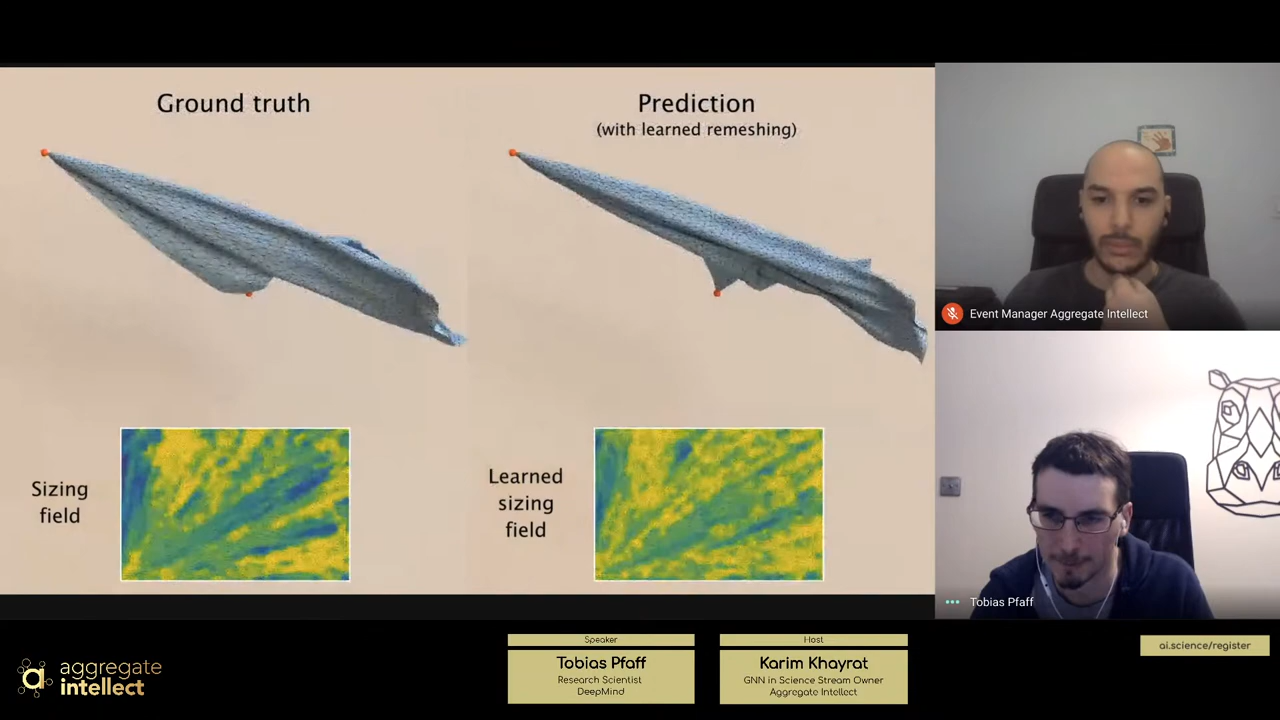 Ground truth
Prediction
(with learned remeshing)
Sizing
field
Learned
sizing
field
Event Manager Aggregate Intellect
Tobias Pfaff
aggregate
intellect
Speaker
Tobias Pfaff
Research Scientist
DeepMind
Host
Karim Khayrat
GNN in Science Stream Owner
Aggregate Intellect
ai.science/register